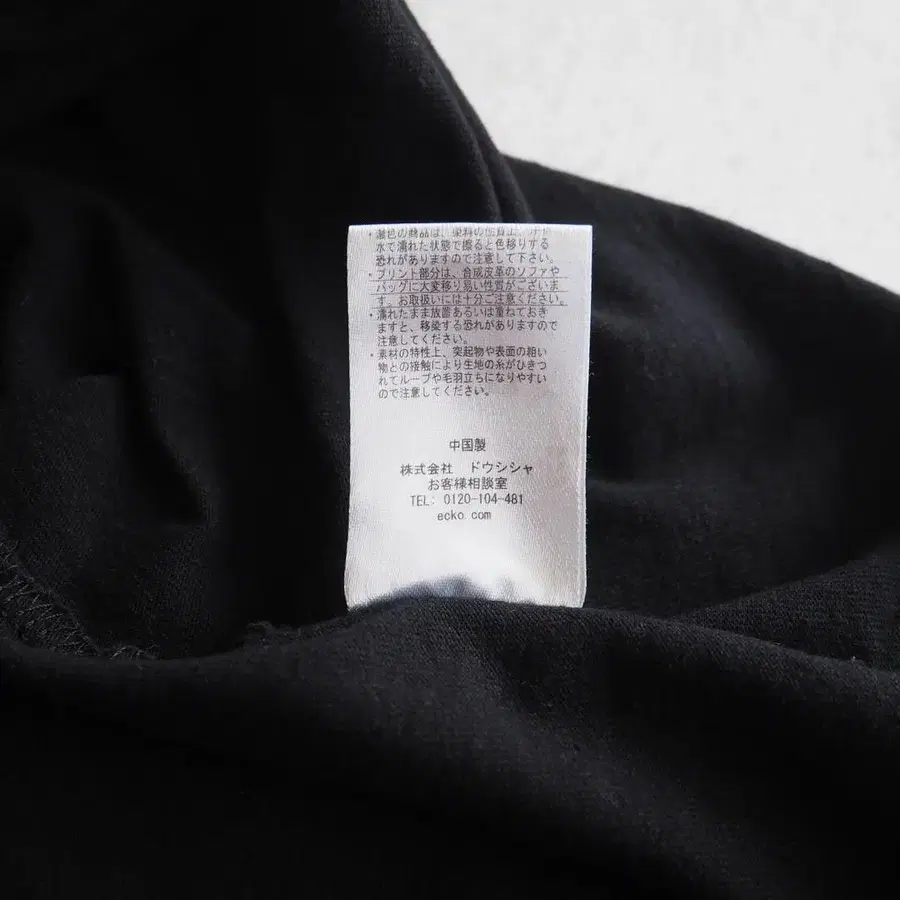 ・濃色の商品は、染料の性質上、汗や
水で濡れた状態で擦ると色移りする
恐れがありますので注意して下さい。
・プリント部分は、合成皮革のソファや
バッグに大変移り易い性質がございま
す。お取扱いには十分ご注意ください。
・濡れたまま放置あるいは重ねておき
ますと、移染する恐れがありますので
注意してください。
・素材の特性上、突起物や表面の粗い
物との接触により生地の糸がひきつ
れてループや毛羽立ちになりやすい
ので注意してください。
中国製
株式会社 ドウシシャ
お客様相談室
TEL: 0120-104-481
ecko.com